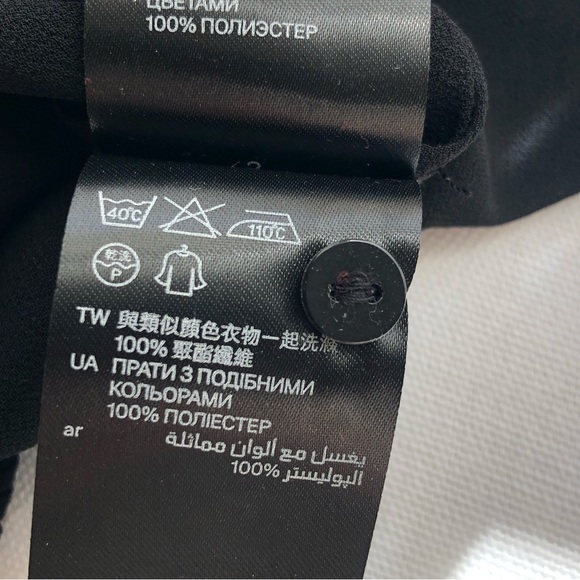 ЦВЕТАМИ
100% ПОЛИЭСТЕР
40°C
110°C
乾洗
P
TW 與類似顏色衣物一起洗滌
100% 聚酯纖維
UA ПРАТИ З ПОДІБНИМИ
КОЛЬОРАМИ
100% ПОЛІЕСТЕР
ar يغسل مع ألوان مماثلة
100% البوليستر